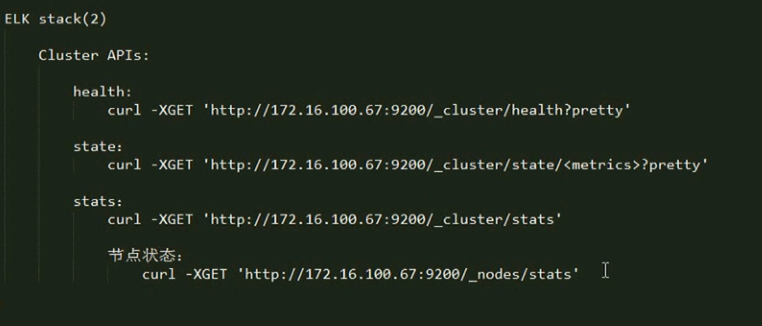 ELK stack(2)
Cluster APIs:
health:
curl -XGET 'http://172.16.100.67:9200/_cluster/health?pretty'
state:
curl -XGET 'http://172.16.100.67:9200/_cluster/state/<metrics>?pretty'
stats:
curl -XGET 'http://172.16.100.67:9200/_cluster/stats'
节点状态:
curl -XGET 'http://172.16.100.67:9200/_nodes/stats'